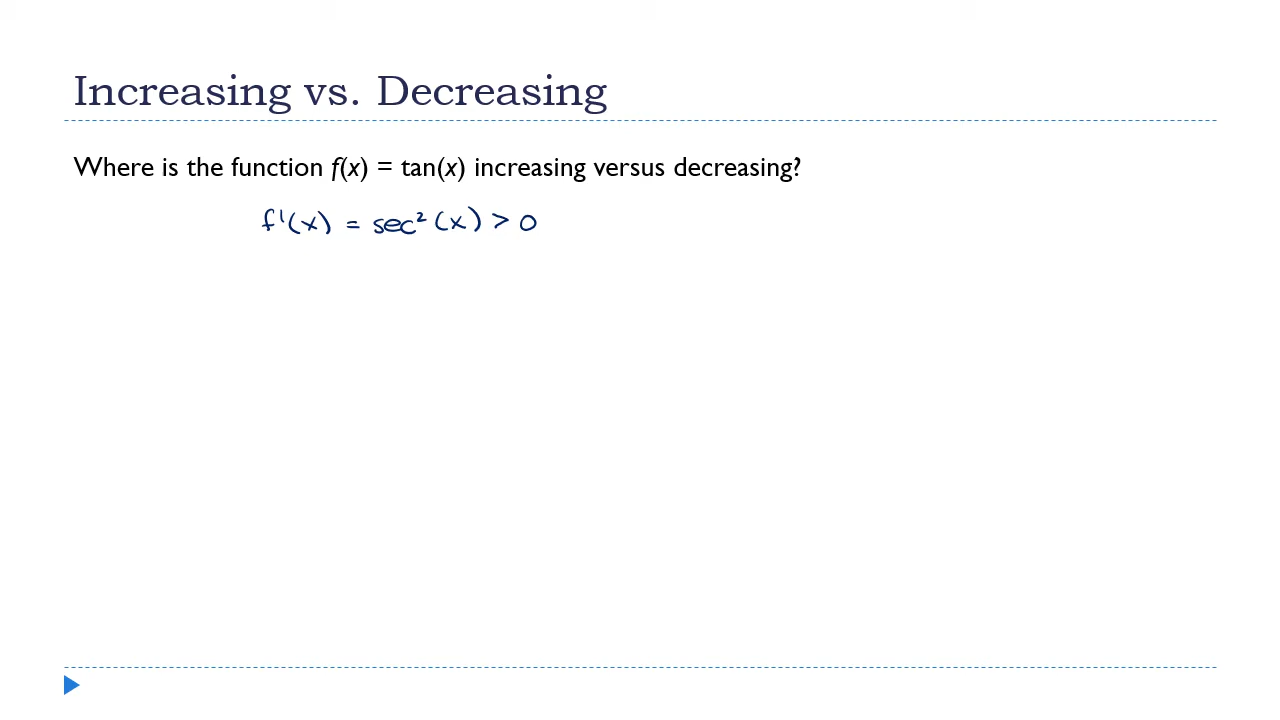 Increasing vs. Decreasing
Where is the function f(x) = tan(x) increasing versus decreasing?
f'(x) = sec² (x) > 0